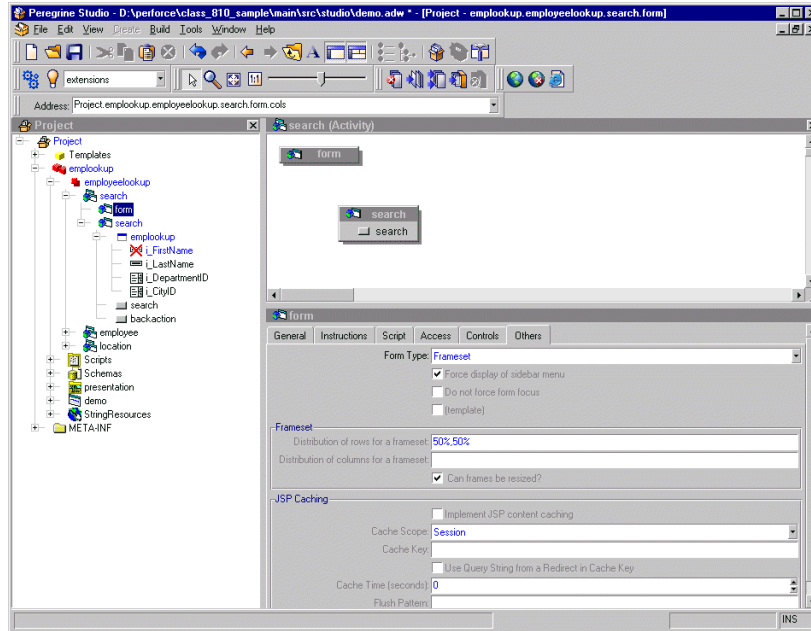 Peregrine Studio - D:\perforce\class_810_sample\main\src\studio\demo.adw * - [Project - emplookup.employeelookup.search.form]
File Edit View Create Build Tools Window Help
extensions
1:1
Address: Project.emplookup.employeelookup.search.form.cols
Project
search (Activity)
Project
Templates
emplookup
employeelookup
search
form
search
emplookup
i_FirstName
i_LastName
i_DepartmentID
i_CityID
search
backaction
employee
location
Scripts
Schemas
presentation
demo
StringResources
META-INF
form
search
search
form
General Instructions Script Access Controls Others
Form Type: Frameset
Force display of sidebar menu
Do not force form focus
(template)
Frameset
Distribution of rows for a frameset: 50%,50%
Distribution of columns for a frameset:
Can frames be resized?
JSP Caching
Implement JSP content caching
Cache Scope: Session
Cache Key:
Use Query String from a Redirect in Cache Key
Cache Time (seconds): 0
Flush Pattern:
INS